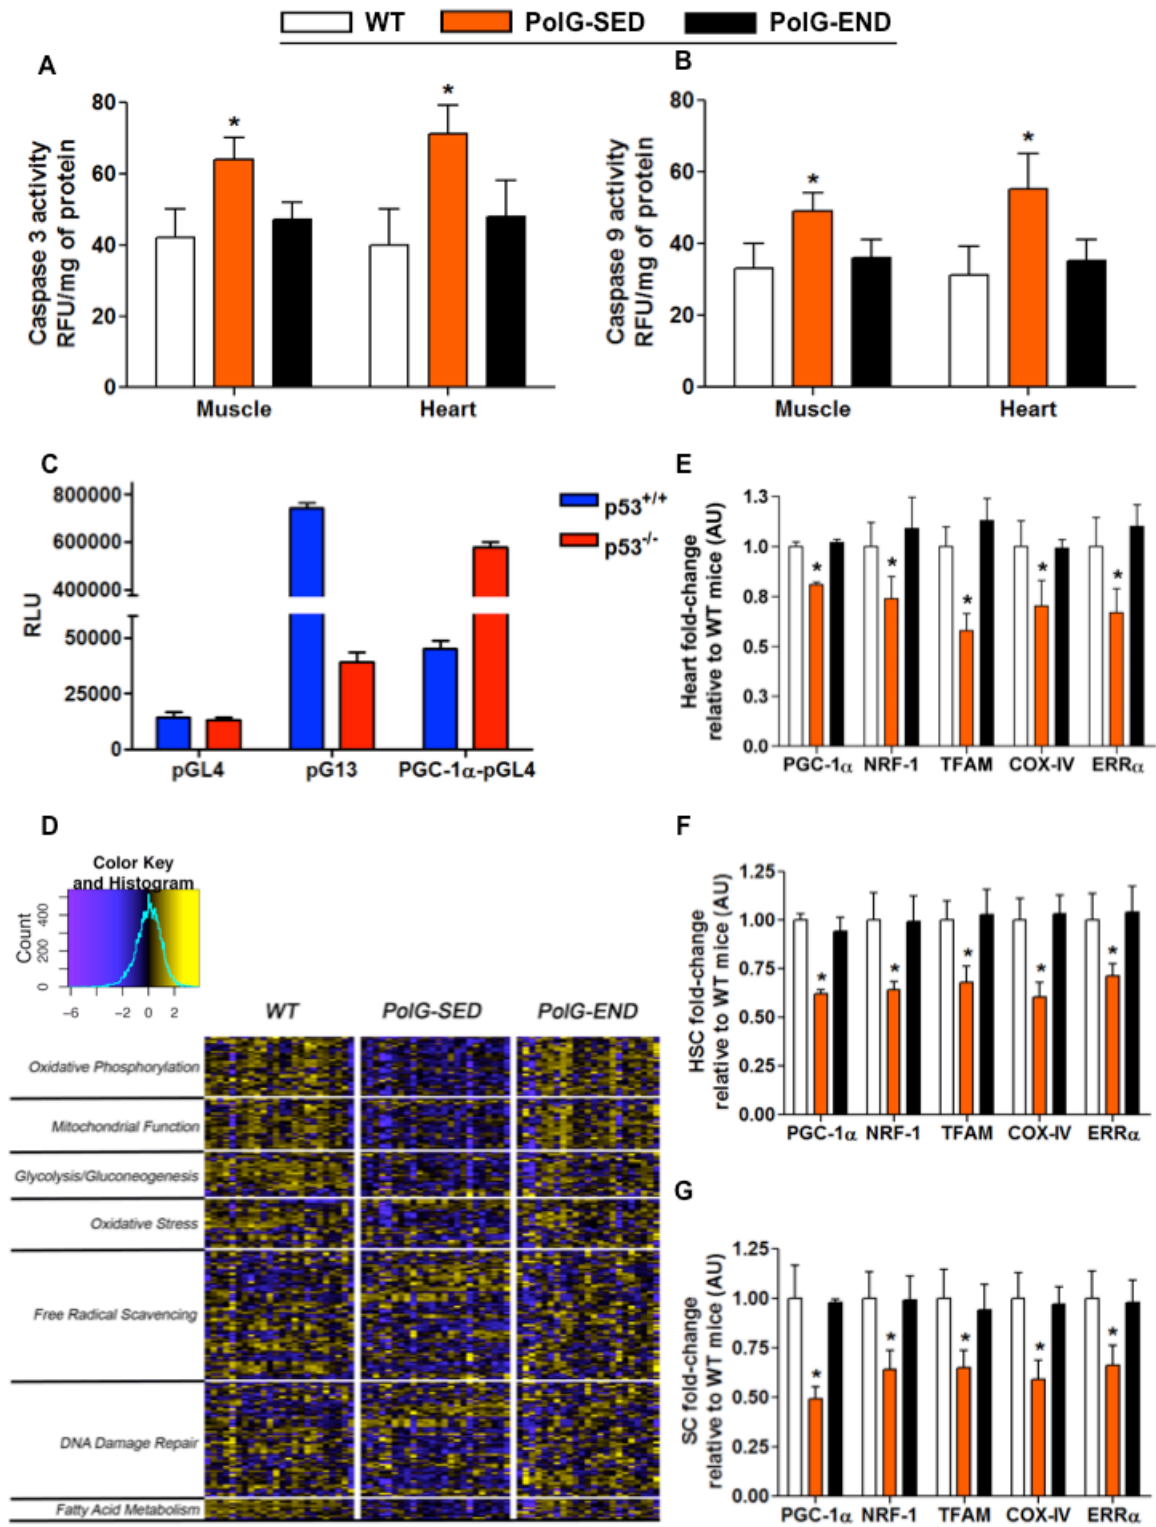 WT PolG-SED PolG-END
A
Caspase 3 activity
RFU/mg of protein
80
60
40
20
0
* *
Muscle Heart
B
Caspase 9 activity
RFU/mg of protein
80
60
40
20
0
* *
Muscle Heart
C
RLU
800000
600000
400000
50000
25000
0
pGL4 pG13 PGC-1α-pGL4
p53+/+
p53-/-
D
Color Key
and Histogram
Count
0 200 400
−6 −2 0 2
WT PolG-SED PolG-END
Oxidative Phosphorylation
Mitochondrial Function
Glycolysis/Gluconeogenesis
Oxidative Stress
Free Radical Scavencing
DNA Damage Repair
Fatty Acid Metabolism
E
Heart fold-change
relative to WT mice (AU)
1.3
1.0
0.8
0.5
0.3
0.0
* * * * *
PGC-1α NRF-1 TFAM COX-IV ERRα
F
HSC fold-change
relative to WT mice (AU)
1.25
1.00
0.75
0.50
0.25
0.00
* * * * *
PGC-1α NRF-1 TFAM COX-IV ERRα
G
SC fold-change
relative to WT mice (AU)
1.25
1.00
0.75
0.50
0.25
0.00
* * * * *
PGC-1α NRF-1 TFAM COX-IV ERRα